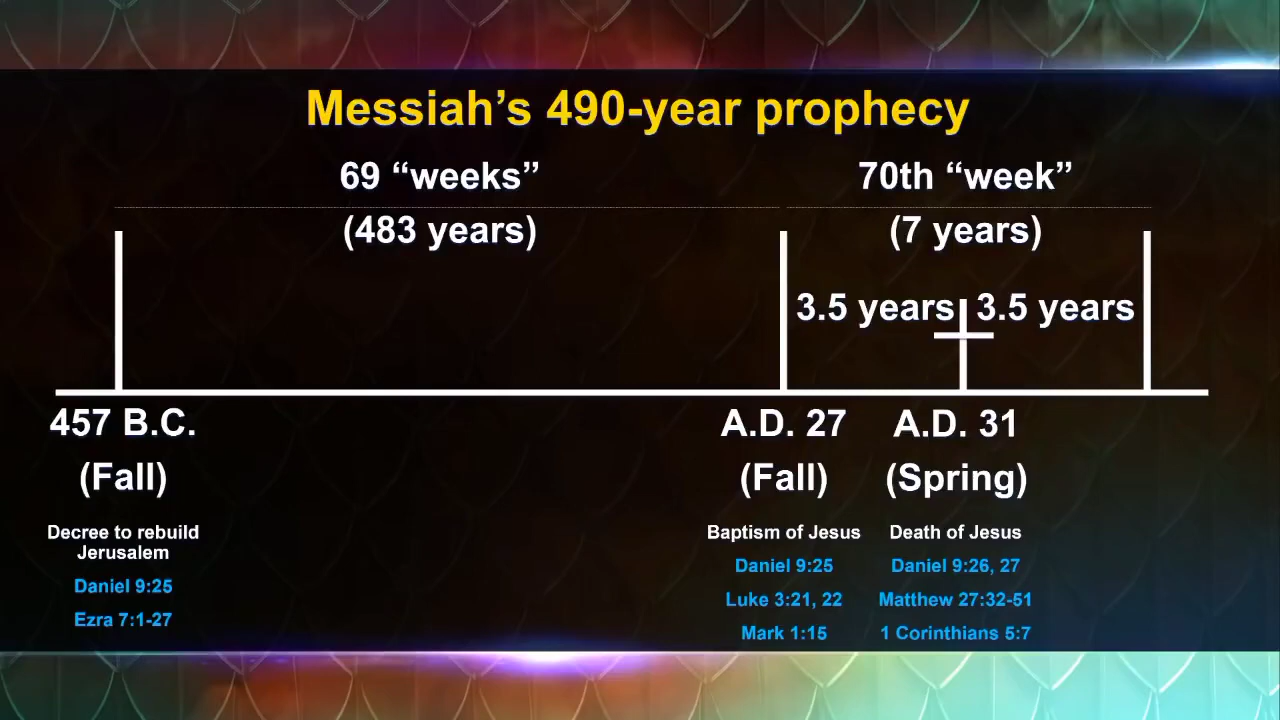 Messiah’s 490-year prophecy
69 “weeks”
(483 years)
70th “week”
(7 years)
3.5 years
3.5 years
457 B.C.
(Fall)
Decree to rebuild
Jerusalem
Daniel 9:25
Ezra 7:1-27
A.D. 27
(Fall)
Baptism of Jesus
Daniel 9:25
Luke 3:21, 22
Mark 1:15
A.D. 31
(Spring)
Death of Jesus
Daniel 9:26, 27
Matthew 27:32-51
1 Corinthians 5:7